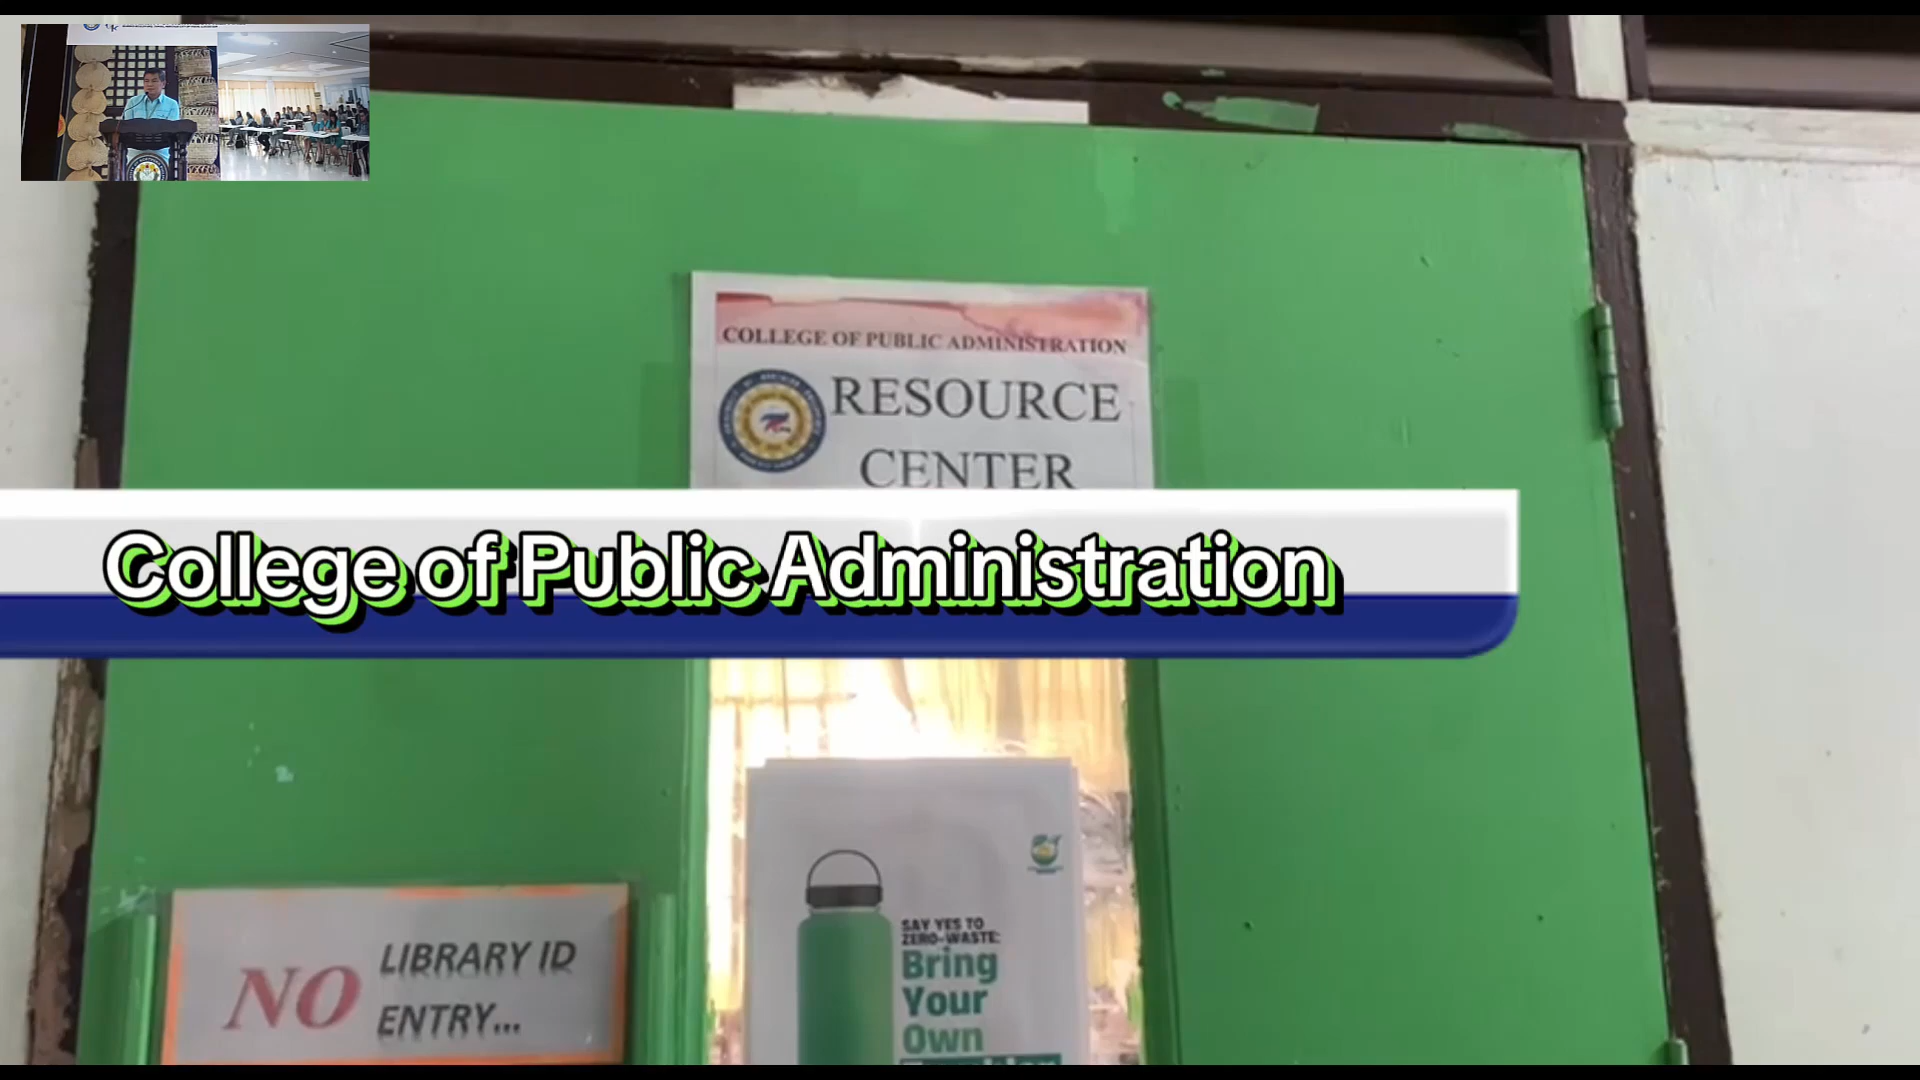 COLLEGE OF PUBLIC ADMINISTRATION
RESOURCE
CENTER
College of Public Administration
SAY YES TO
ZERO-WASTE:
Bring
Your
Own
NO
LIBRARY ID
ENTRY...